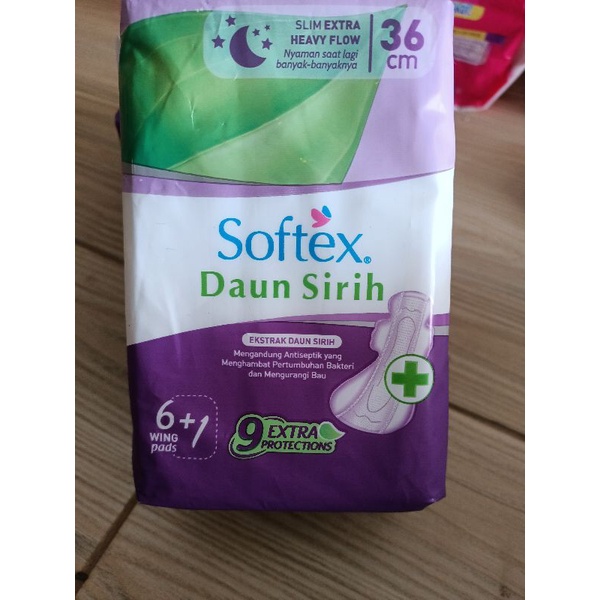 SLIM EXTRA
HEAVY FLOW
Nyaman saat lagi
banyak-banyaknya
36
cm
Softex®
Daun Sirih
EKSTRAK DAUN SIRIH
Mengandung Antiseptik yang
Menghambat Pertumbuhan Bakteri
dan Mengurangi Bau
6+1
WING
pads
9 EXTRA
PROTECTIONS